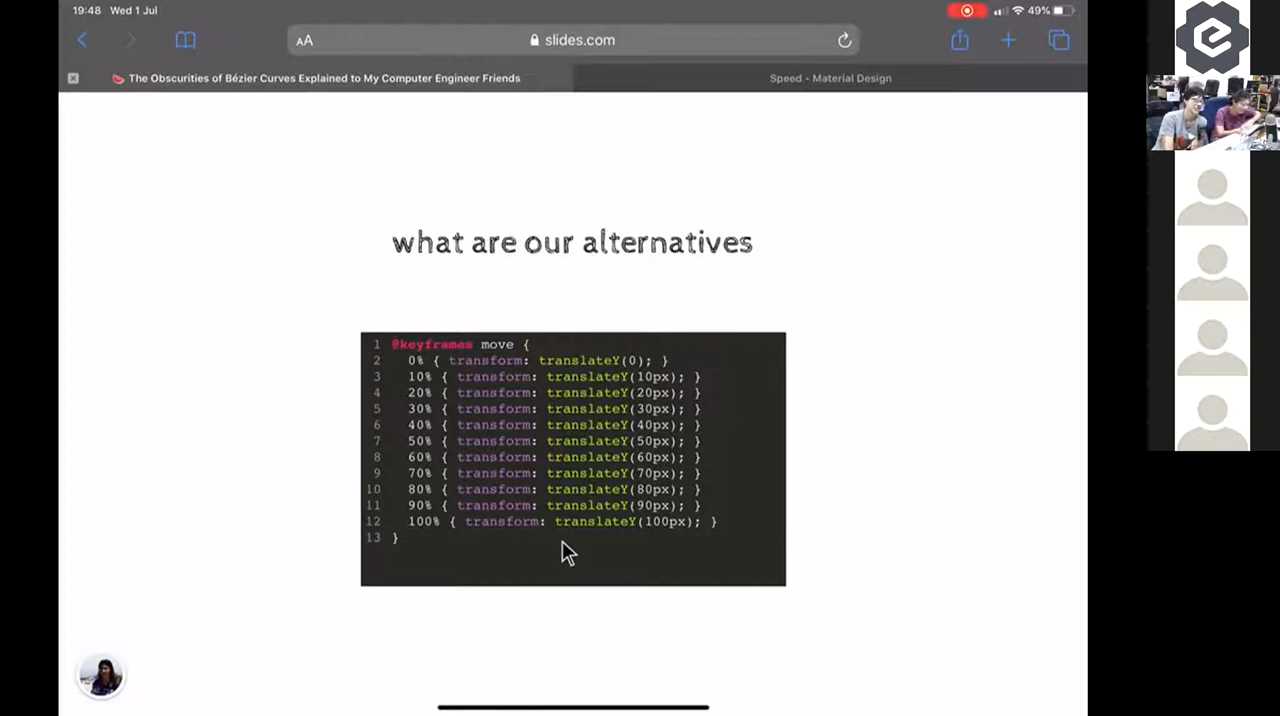 19:48 Wed 1 Jul
49%
AA
slides.com
🍉 The Obscurities of Bézier Curves Explained to My Computer Engineer Friends
Speed - Material Design
what are our alternatives
1 @keyframes move {
2 0% { transform: translateY(0); }
3 10% { transform: translateY(10px); }
4 20% { transform: translateY(20px); }
5 30% { transform: translateY(30px); }
6 40% { transform: translateY(40px); }
7 50% { transform: translateY(50px); }
8 60% { transform: translateY(60px); }
9 70% { transform: translateY(70px); }
10 80% { transform: translateY(80px); }
11 90% { transform: translateY(90px); }
12 100% { transform: translateY(100px); }
13 }